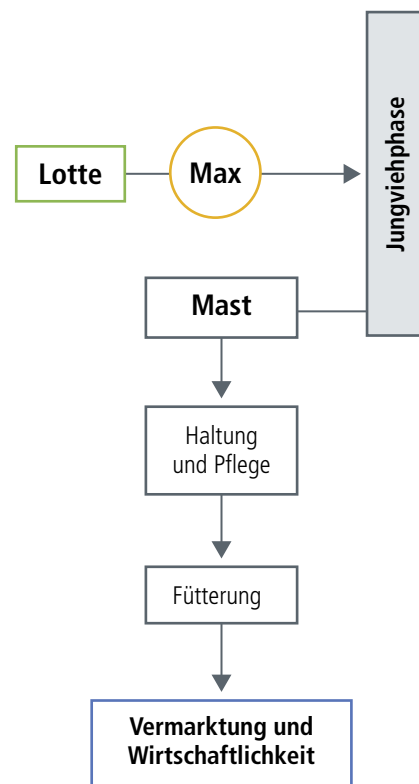 Jungviehphase
Lotte
Max
Mast
Haltung
und Pflege
Fütterung
Vermarktung und
Wirtschaftlichkeit